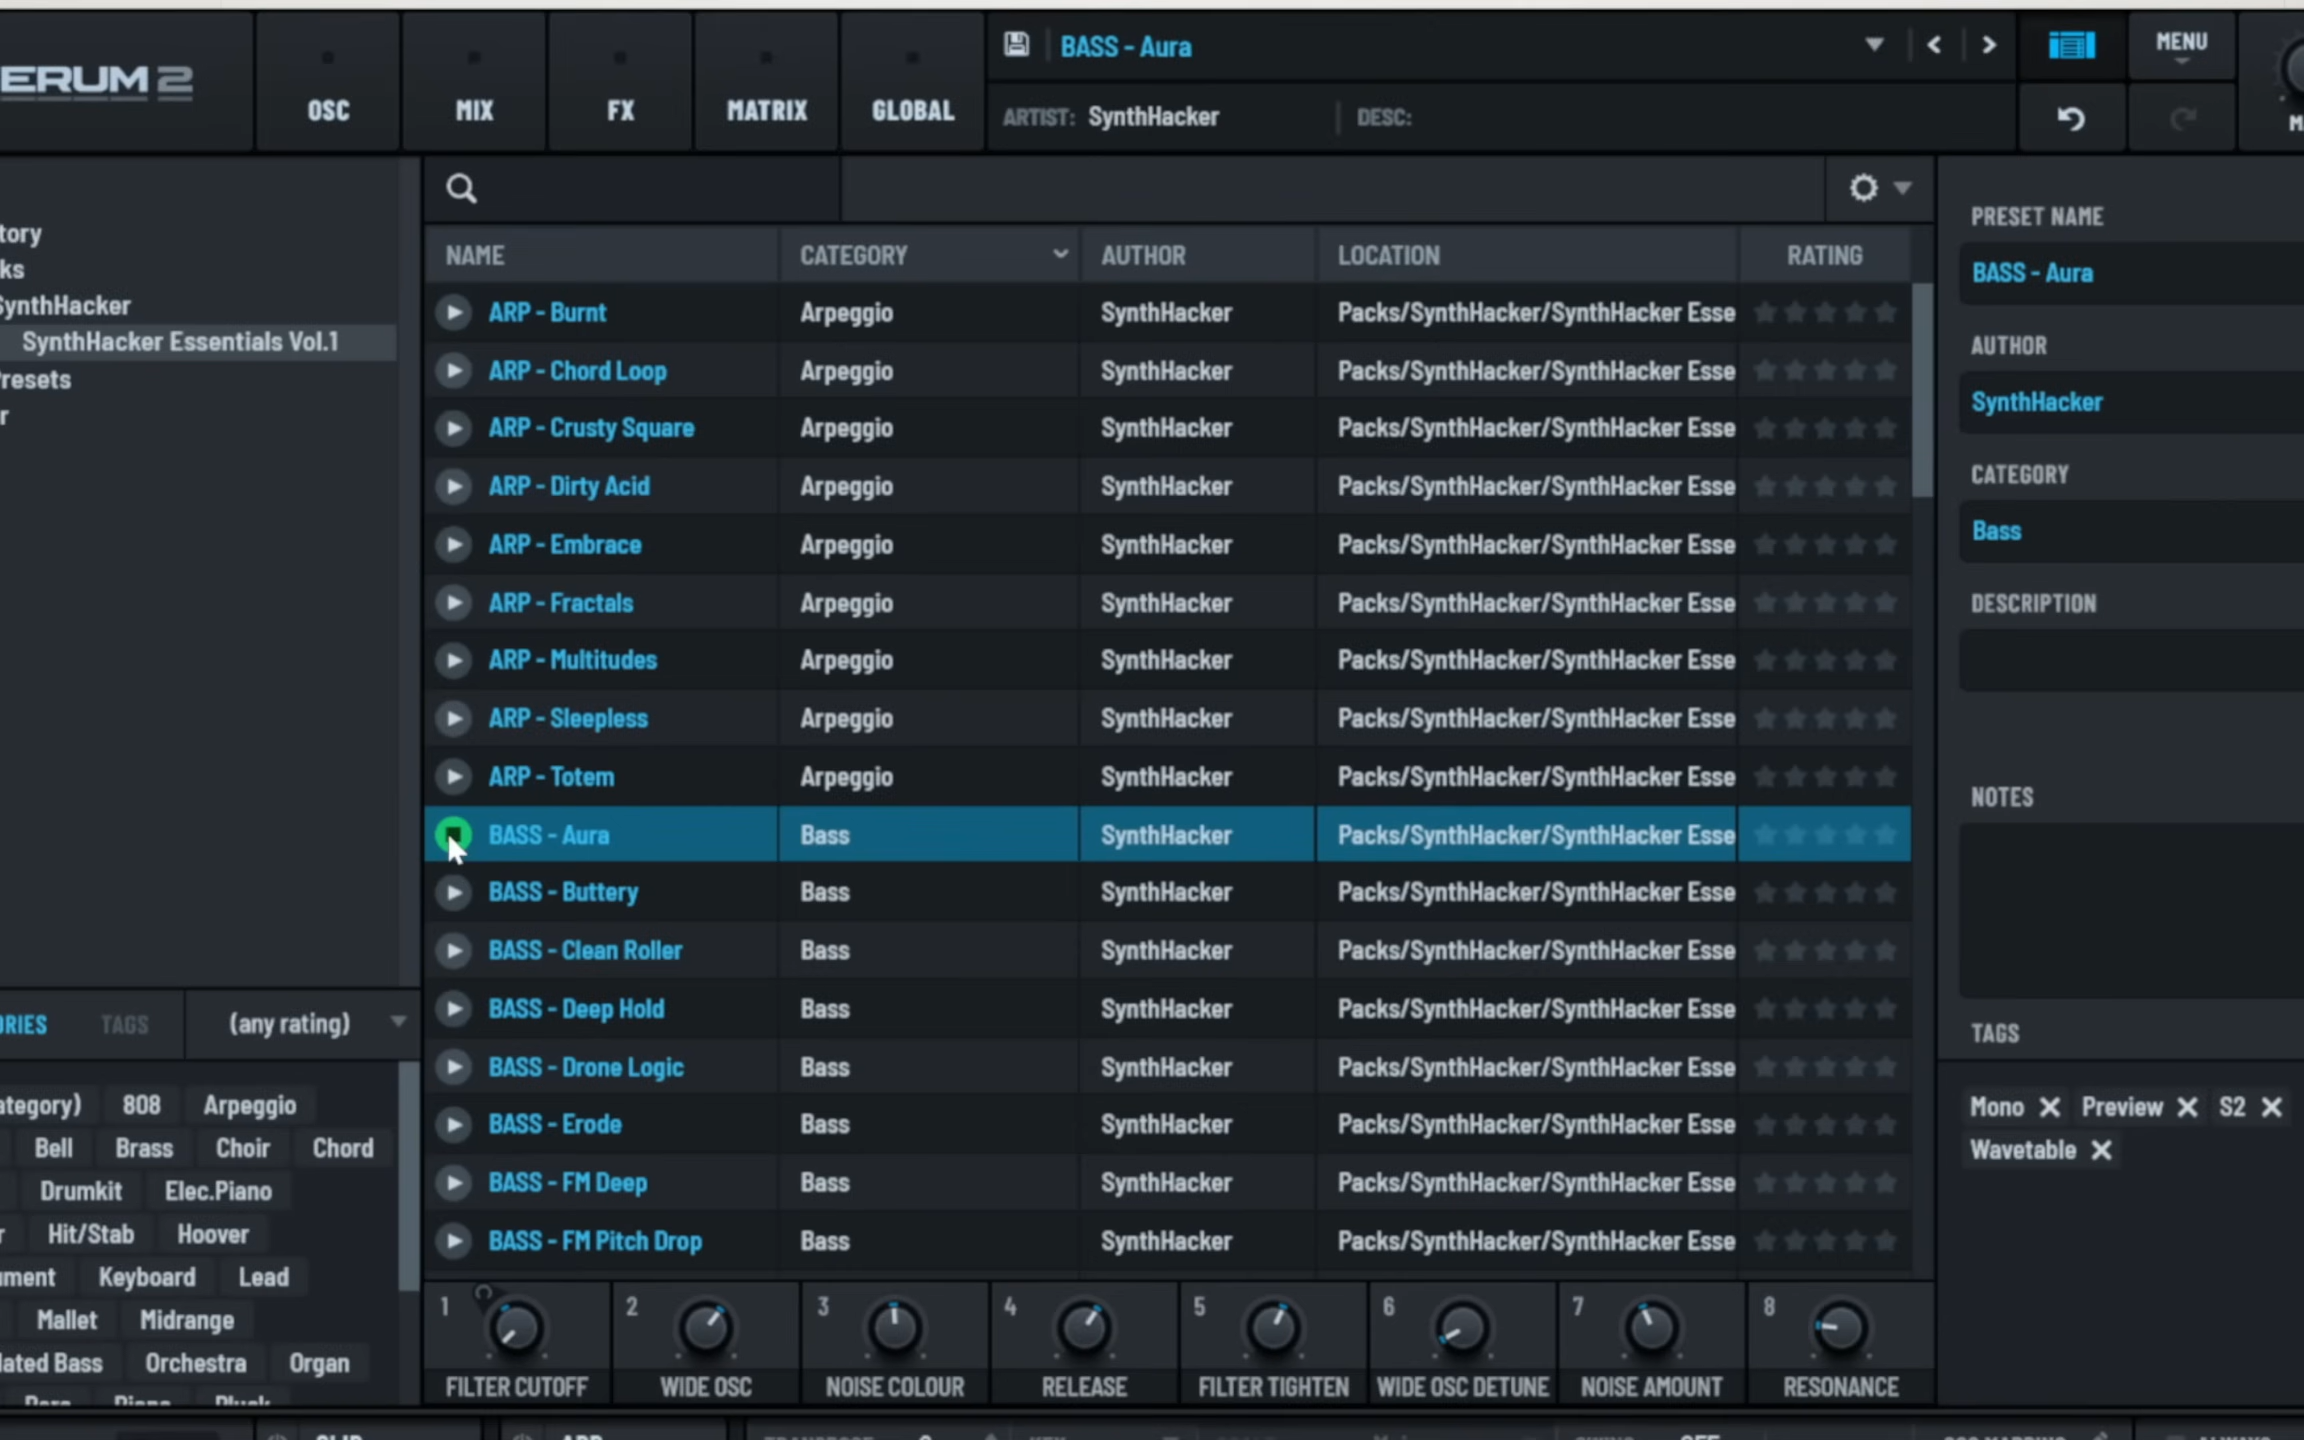 ERUM 2
OSC
MIX
FX
MATRIX
GLOBAL
BASS - Aura
MENU
ARTIST: SynthHacker
DESC:
tory
ks
SynthHacker
SynthHacker Essentials Vol.1
resets
r
NAME CATEGORY AUTHOR LOCATION RATING
ARP - Burnt Arpeggio SynthHacker Packs/SynthHacker/SynthHacker Esse
ARP - Chord Loop Arpeggio SynthHacker Packs/SynthHacker/SynthHacker Esse
ARP - Crusty Square Arpeggio SynthHacker Packs/SynthHacker/SynthHacker Esse
ARP - Dirty Acid Arpeggio SynthHacker Packs/SynthHacker/SynthHacker Esse
ARP - Embrace Arpeggio SynthHacker Packs/SynthHacker/SynthHacker Esse
ARP - Fractals Arpeggio SynthHacker Packs/SynthHacker/SynthHacker Esse
ARP - Multitudes Arpeggio SynthHacker Packs/SynthHacker/SynthHacker Esse
ARP - Sleepless Arpeggio SynthHacker Packs/SynthHacker/SynthHacker Esse
ARP - Totem Arpeggio SynthHacker Packs/SynthHacker/SynthHacker Esse
BASS - Aura Bass SynthHacker Packs/SynthHacker/SynthHacker Esse
BASS - Buttery Bass SynthHacker Packs/SynthHacker/SynthHacker Esse
BASS - Clean Roller Bass SynthHacker Packs/SynthHacker/SynthHacker Esse
BASS - Deep Hold Bass SynthHacker Packs/SynthHacker/SynthHacker Esse
BASS - Drone Logic Bass SynthHacker Packs/SynthHacker/SynthHacker Esse
BASS - Erode Bass SynthHacker Packs/SynthHacker/SynthHacker Esse
BASS - FM Deep Bass SynthHacker Packs/SynthHacker/SynthHacker Esse
BASS - FM Pitch Drop Bass SynthHacker Packs/SynthHacker/SynthHacker Esse
PRESET NAME
BASS - Aura
AUTHOR
SynthHacker
CATEGORY
Bass
DESCRIPTION
NOTES
TAGS
Mono Preview S2
Wavetable
ORIES TAGS (any rating)
ategory) 808 Arpeggio
Bell Brass Choir Chord
Drumkit Elec.Piano
r Hit/Stab Hoover
ument Keyboard Lead
Mallet Midrange
lated Bass Orchestra Organ
1 2 3 4 5 6 7 8
FILTER CUTOFF WIDE OSC NOISE COLOUR RELEASE FILTER TIGHTEN WIDE OSC DETUNE NOISE AMOUNT RESONANCE